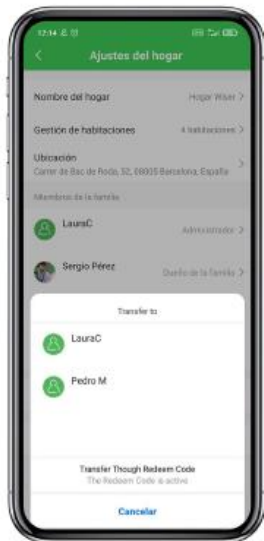 12:14
Ajustes del hogar
Nombre del hogar Hogar Wiser >
Gestión de habitaciones 4 habitaciones >
Ubicación
Carrer de Bac de Roda, 52, 08005 Barcelona, España >
Miembros de la familia
LauraC Administrador >
Sergio Pérez Dueño de la familia >
Transfer to
LauraC
Pedro M
Transfer Though Redeem Code
The Redeem Code is active
Cancelar